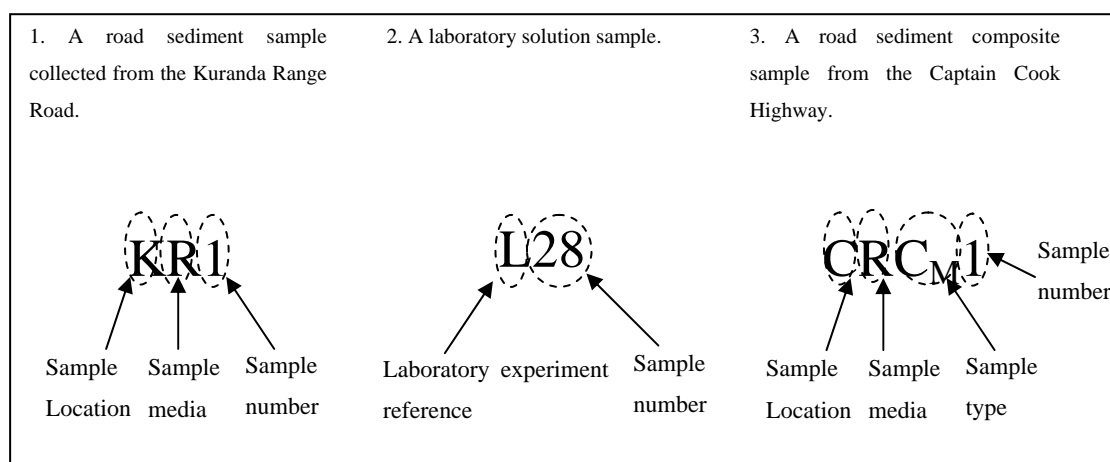 1. A road sediment sample
collected from the Kuranda Range
Road.
2. A laboratory solution sample.
3. A road sediment composite
sample from the Captain Cook
Highway.
KR1
Sample
Location
Sample
media
Sample
number
L28
Laboratory experiment
reference
Sample
number
CRCM1
Sample
number
Sample
Location
Sample
media
Sample
type